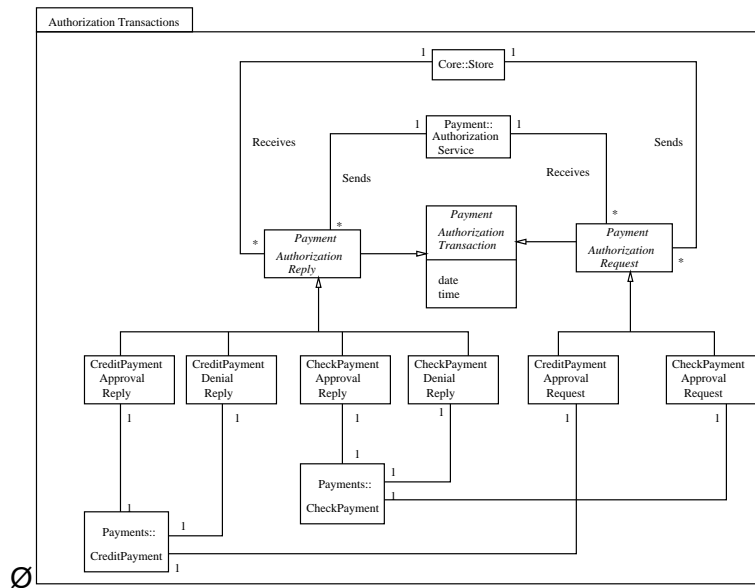 Authorization Transactions
1
1
Core::Store
Receives
Sends
1
Payment::
Authorization
Service
1
Sends
Receives
*
*
Payment
Authorization
Reply
Payment
Authorization
Transaction
date
time
*
Payment
Authorization
Request
*
CreditPayment
Approval
Reply
CreditPayment
Denial
Reply
CheckPayment
Approval
Reply
CheckPayment
Denial
Reply
CreditPayment
Approval
Request
CheckPayment
Approval
Request
1
1
1
1
1
1
1
1
1
Payments::
CheckPayment
1
1
Payments::
CreditPayment
1
Ø